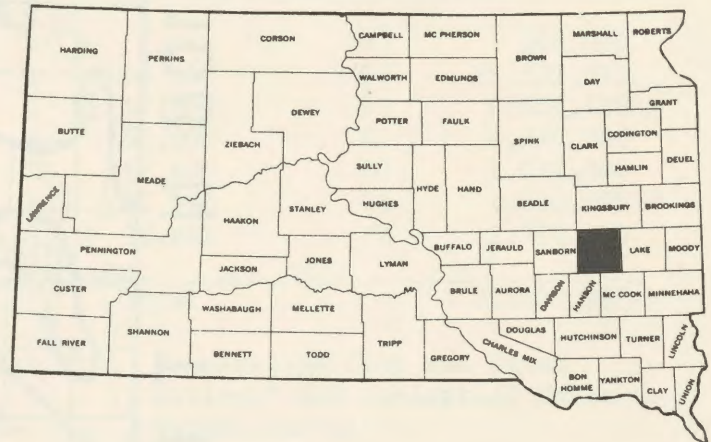 HARDING
PERKINS
CORSON
CAMPBELL
MC PHERSON
BROWN
MARSHALL
ROBERTS
WALWORTH
EDMUNDS
DAY
DEWEY
GRANT
BUTTE
ZIEBACH
POTTER
FAULK
SPINK
CLARK
CODINGTON
DEUEL
HAMLIN
MEADE
SULLY
HYDE
HAND
LAWRENCE
HAAKON
STANLEY
HUGHES
BEADLE
KINGSBURY
BROOKINGS
PENNINGTON
JONES
LYMAN
BUFFALO
JERAULD
SANBORN
LAKE
MOODY
JACKSON
CUSTER
BRULE
AURORA
DAWSON
HANSON
MC COOK
MINNEHAHA
WASHABAUGH
MELLETTE
SHANNON
TRIPP
DOUGLAS
HUTCHINSON
TURNER
LINCOLN
FALL RIVER
BENNETT
TODD
GREGORY
CHARLES MIX
BON
HOMME
YANKTON
CLAY
UNION